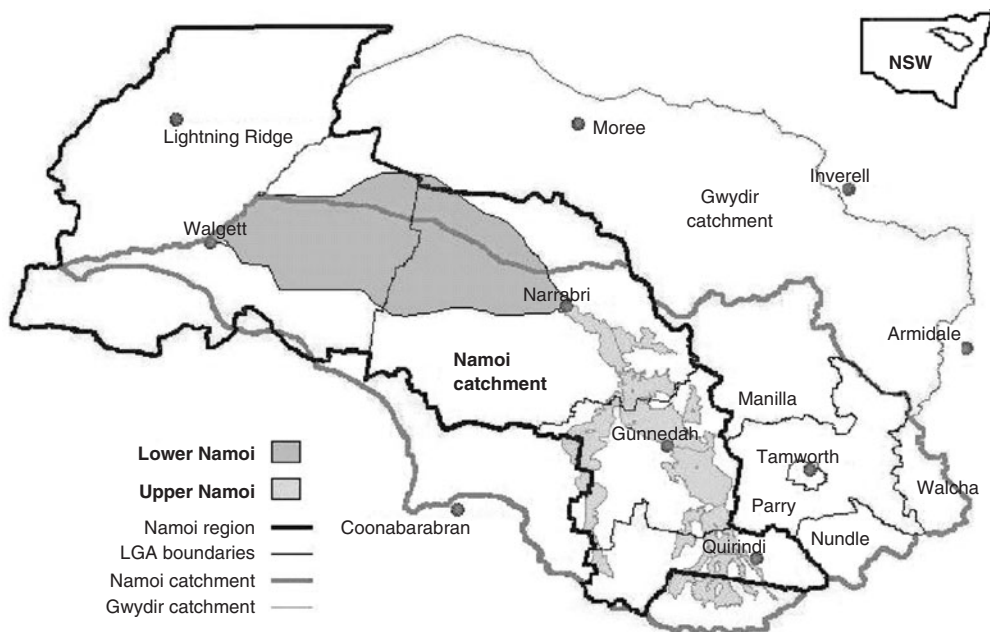 NSW
Lightning Ridge
Moree
Inverell
Gwydir
catchment
Walgett
Narrabri
Armidale
Namoi
catchment
Manilla
Gunnedah
Tamworth
Lower Namoi
Upper Namoi
Walcha
Parry
Coonabarabran
Namoi region
LGA boundaries
Nundle
Quirindi
Namoi catchment
Gwydir catchment